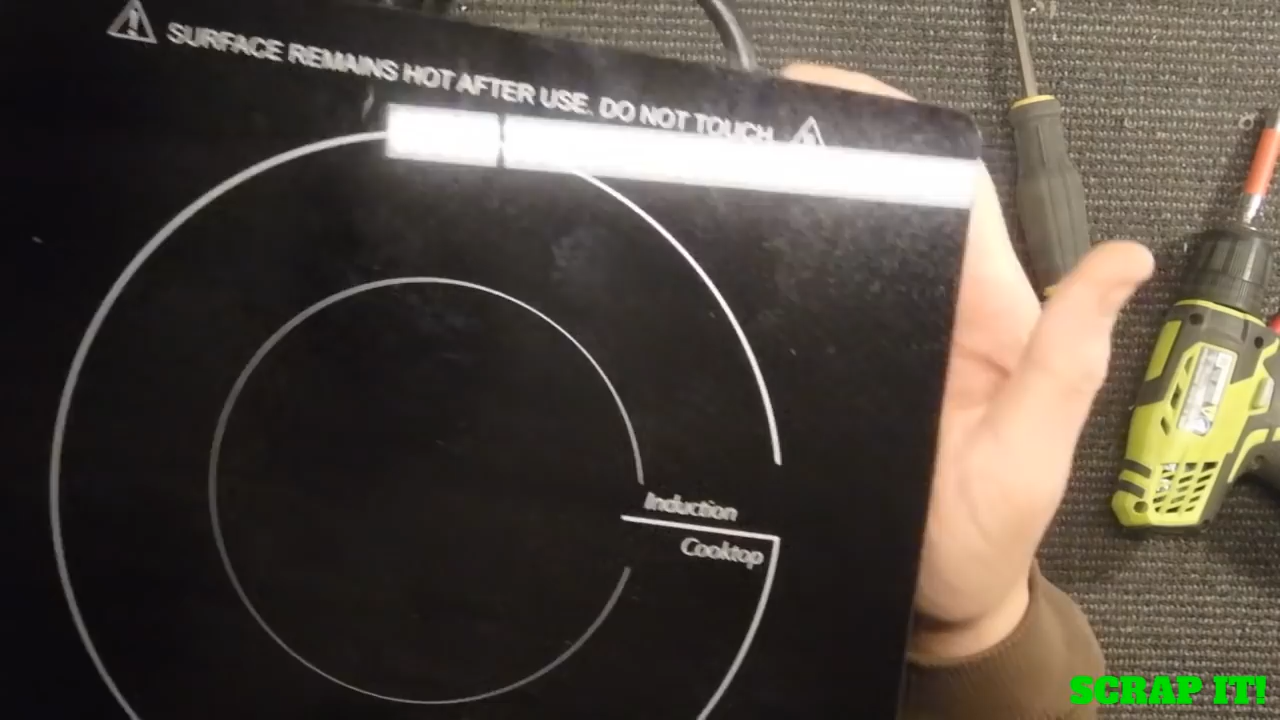 SURFACE REMAINS HOT AFTER USE. DO NOT TOUCH
Induction
Cooktop
SCRAP IT!